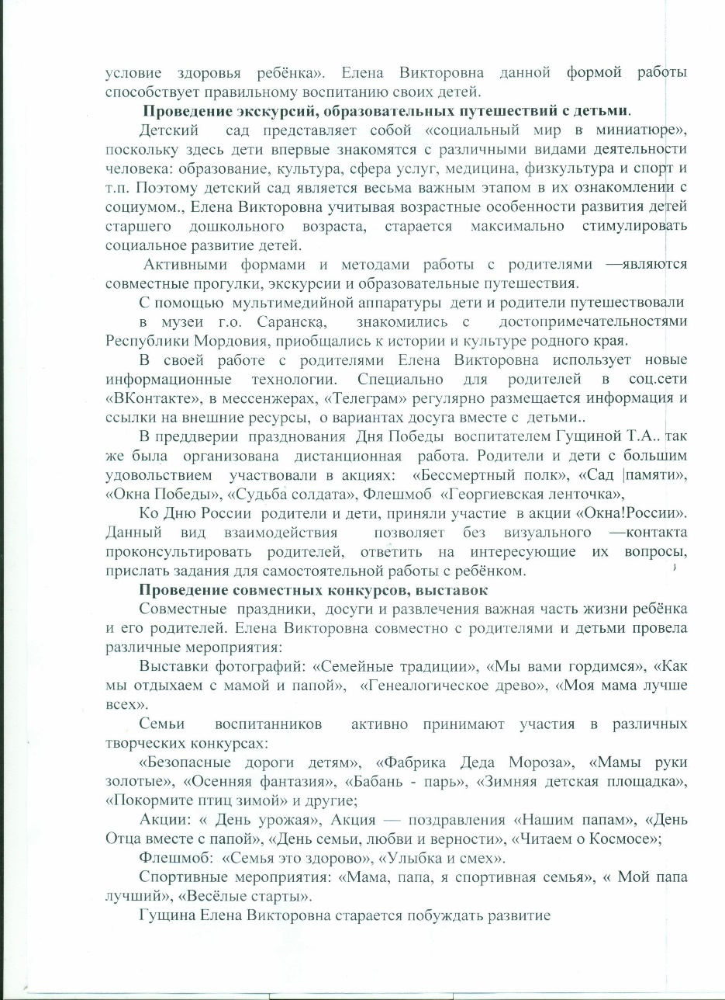 условие здоровья ребёнка». Елена Викторовна данной формой работы
способствует правильному воспитанию своих детей.
Проведение экскурсий, образовательных путешествий с детьми.
Детский сад представляет собой «социальный мир в миниатюре»,
поскольку здесь дети впервые знакомятся с различными видами деятельности
человека: образование, культура, сфера услуг, медицина, физкультура и спорт и
т.п. Поэтому детский сад является весьма важным этапом в их ознакомлении с
социумом., Елена Викторовна учитывая возрастные особенности развития детей
старшего дошкольного возраста, старается максимально стимулировать
социальное развитие детей.
Активными формами и методами работы с родителями —являются
совместные прогулки, экскурсии и образовательные путешествия.
С помощью мультимедийной аппаратуры дети и родители путешествовали
в музеи г.о. Саранска, знакомились с достопримечательностями
Республики Мордовия, приобщались к истории и культуре родного края.
В своей работе с родителями Елена Викторовна использует новые
информационные технологии. Специально для родителей в соц.сети
«ВКонтакте», в мессенжерах, «Телеграм» регулярно размещается информация и
ссылки на внешние ресурсы, о вариантах досуга вместе с детьми..
В преддверии празднования Дня Победы воспитателем Гущиной Т.А.. так
же была организована дистанционная работа. Родители и дети с большим
удовольствием участвовали в акциях: «Бессмертный полк», «Сад |памяти»,
«Окна Победы», «Судьба солдата», Флешмоб «Георгиевская ленточка»,
Ко Дню России родители и дети, приняли участие в акции «Окна!России».
Данный вид взаимодействия позволяет без визуального —контакта
проконсультировать родителей, ответить на интересующие их вопросы,
прислать задания для самостоятельной работы с ребёнком.
Проведение совместных конкурсов, выставок
Совместные праздники, досуги и развлечения важная часть жизни ребёнка
и его родителей. Елена Викторовна совместно с родителями и детьми провела
различные мероприятия:
Выставки фотографий: «Семейные традиции», «Мы вами гордимся», «Как
мы отдыхаем с мамой и папой», «Генеалогическое древо», «Моя мама лучше
всех».
Семьи воспитанников активно принимают участия в различных
творческих конкурсах:
«Безопасные дороги детям», «Фабрика Деда Мороза», «Мамы руки
золотые», «Осенняя фантазия», «Бабань - парь», «Зимняя детская площадка»,
«Покормите птиц зимой» и другие;
Акции: « День урожая», Акция — поздравления «Нашим папам», «День
Отца вместе с папой», «День семьи, любви и верности», «Читаем о Космосе»;
Флешмоб: «Семья это здорово», «Улыбка и смех».
Спортивные мероприятия: «Мама, папа, я спортивная семья», « Мой папа
лучший», «Весёлые старты».
Гущина Елена Викторовна старается побуждать развитие